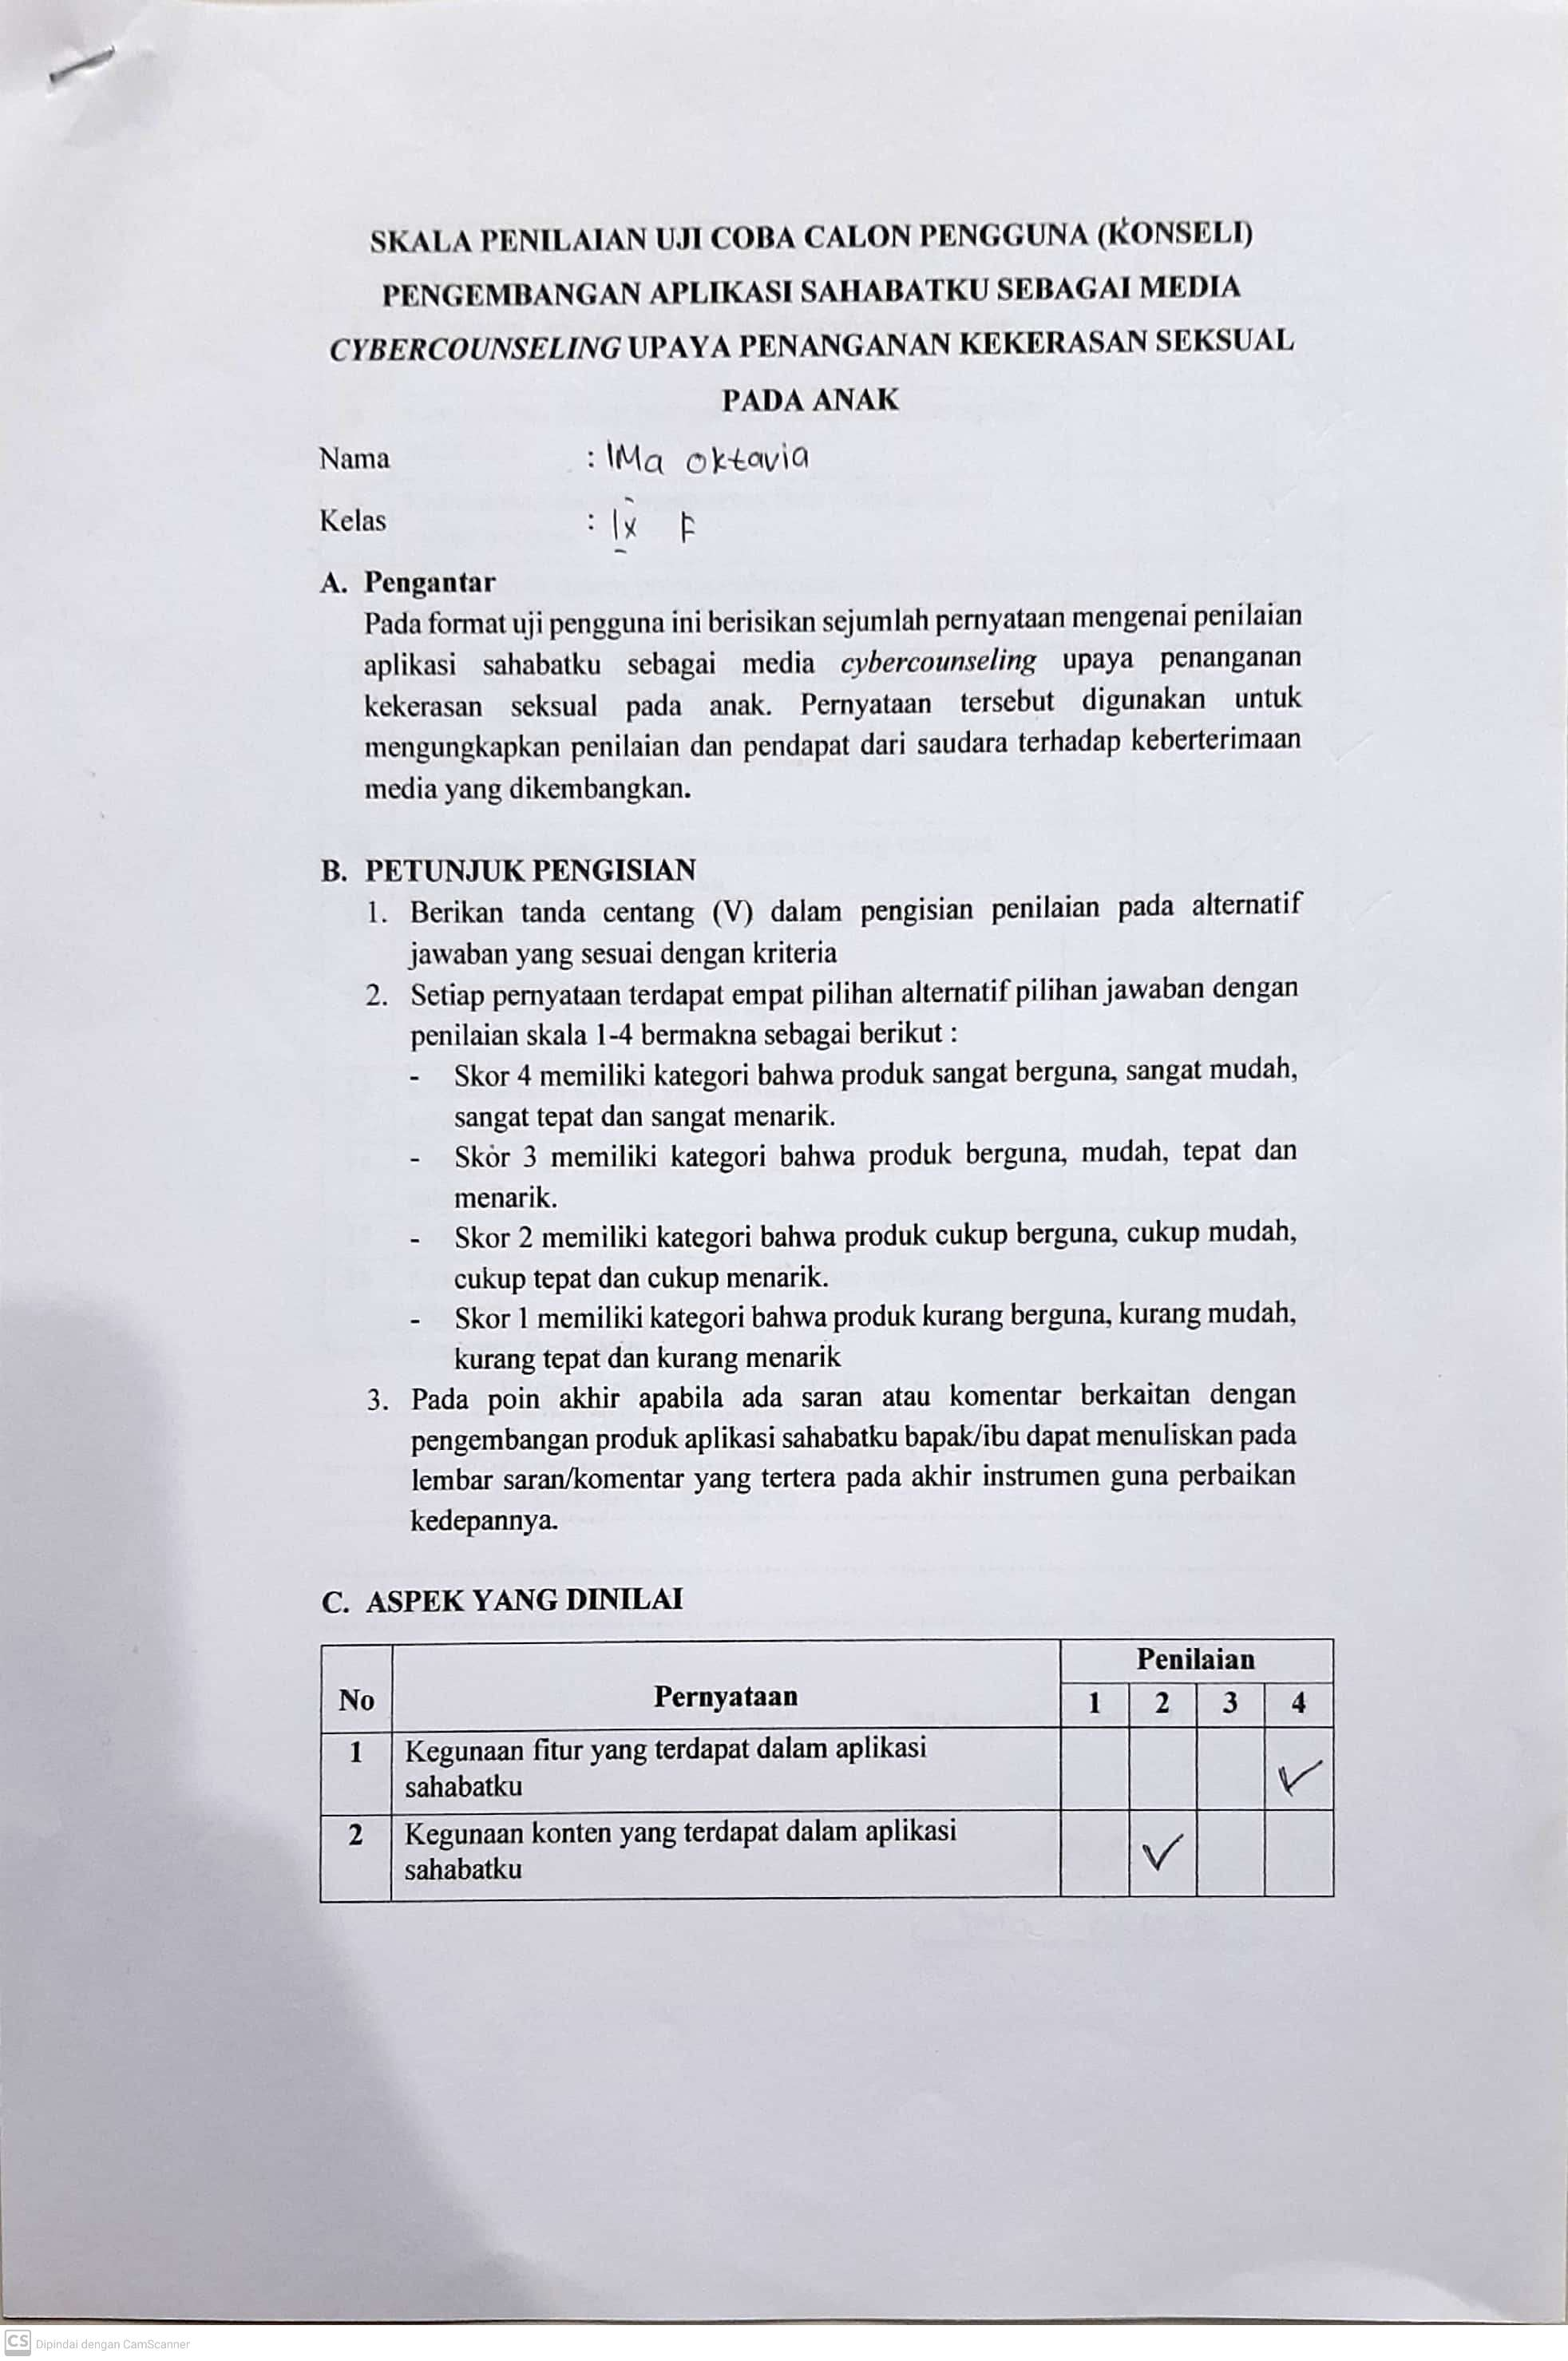 SKALA PENILAIAN UJI COBA CALON PENGGUNA (KONSELI)
PENGEMBANGAN APLIKASI SAHABATKU SEBAGAI MEDIA
CYBERCOUNSELING UPAYA PENANGANAN KEKERASAN SEKSUAL
PADA ANAK
Nama : IMa oktavia
Kelas : IX F
A. Pengantar
Pada format uji pengguna ini berisikan sejumlah pernyataan mengenai penilaian
aplikasi sahabatku sebagai media cybercounseling upaya penanganan
kekerasan seksual pada anak. Pernyataan tersebut digunakan untuk
mengungkapkan penilaian dan pendapat dari saudara terhadap keberterimaan
media yang dikembangkan.
B. PETUNJUK PENGISIAN
1. Berikan tanda centang (V) dalam pengisian penilaian pada alternatif
jawaban yang sesuai dengan kriteria
2. Setiap pernyataan terdapat empat pilihan alternatif pilihan jawaban dengan
penilaian skala 1-4 bermakna sebagai berikut :
- Skor 4 memiliki kategori bahwa produk sangat berguna, sangat mudah,
sangat tepat dan sangat menarik.
- Skor 3 memiliki kategori bahwa produk berguna, mudah, tepat dan
menarik.
- Skor 2 memiliki kategori bahwa produk cukup berguna, cukup mudah,
cukup tepat dan cukup menarik.
- Skor 1 memiliki kategori bahwa produk kurang berguna, kurang mudah,
kurang tepat dan kurang menarik
3. Pada poin akhir apabila ada saran atau komentar berkaitan dengan
pengembangan produk aplikasi sahabatku bapak/ibu dapat menuliskan pada
lembar saran/komentar yang tertera pada akhir instrumen guna perbaikan
kedepannya.
C. ASPEK YANG DINILAI
No Pernyataan Penilaian
1 2 3 4
1 Kegunaan fitur yang terdapat dalam aplikasi
sahabatku ✓
2 Kegunaan konten yang terdapat dalam aplikasi
sahabatku ✓
CS Dipindai dengan CamScanner